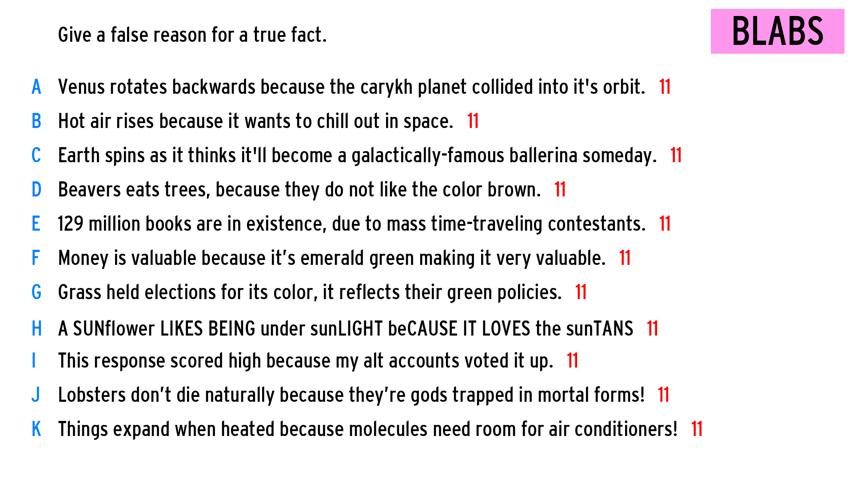 Give a false reason for a true fact.
BLABS
A Venus rotates backwards because the carykh planet collided into it's orbit. 11
B Hot air rises because it wants to chill out in space. 11
C Earth spins as it thinks it'll become a galactically-famous ballerina someday. 11
D Beavers eats trees, because they do not like the color brown. 11
E 129 million books are in existence, due to mass time-traveling contestants. 11
F Money is valuable because it’s emerald green making it very valuable. 11
G Grass held elections for its color, it reflects their green policies. 11
H A SUNflower LIKES BEING under sunLIGHT beCAUSE IT LOVES the sunTANS 11
I This response scored high because my alt accounts voted it up. 11
J Lobsters don’t die naturally because they’re gods trapped in mortal forms! 11
K Things expand when heated because molecules need room for air conditioners! 11